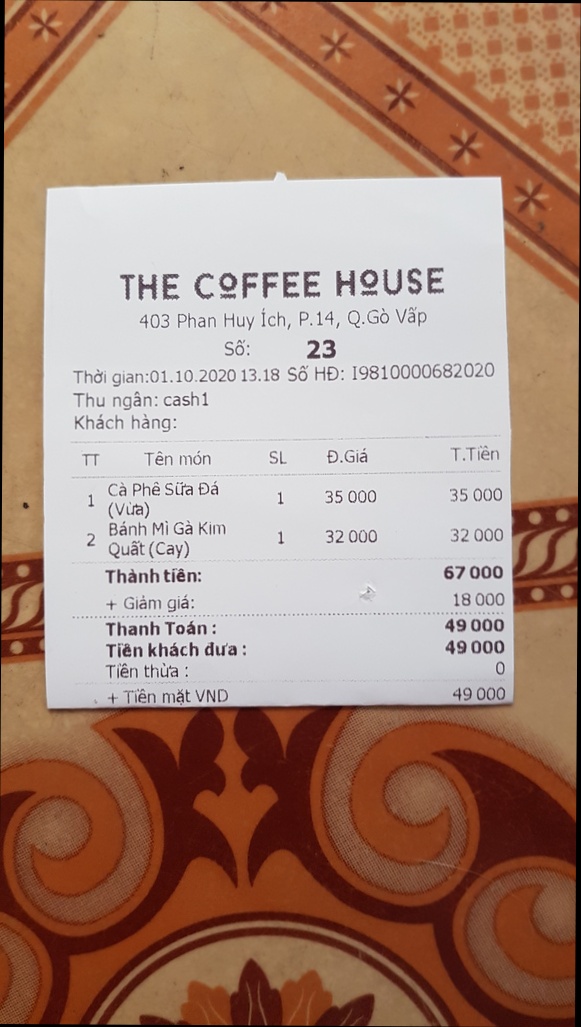 THE COFFEE HOUSE
403 Phan Huy Ích, P.14, Q.Gò Vấp
Số: 23
Thời gian:01.10.2020 13.18 Số HĐ: I9810000682020
Thu ngân: cash1
Khách hàng:
TT Tên món SL Đ.Giá T.Tiền
1 Cà Phê Sữa Đá (Vừa) 1 35 000 35 000
2 Bánh Mì Gà Kim Quất (Cay) 1 32 000 32 000
Thành tiền: 67 000
+ Giảm giá: 18 000
Thanh Toán : 49 000
Tiền khách đưa : 49 000
Tiền thừa : 0
+ Tiền mặt VND 49 000